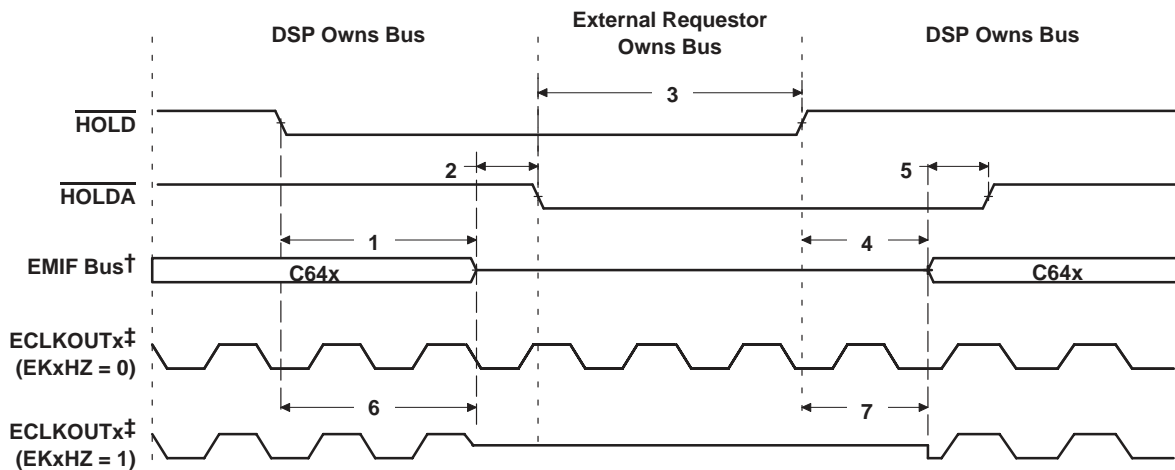 DSP Owns Bus
External Requestor
Owns Bus
DSP Owns Bus
3
HOLD
2
5
HOLDA
1
4
EMIF Bus†
C64x
C64x
ECLKOUTx‡
(EKxHZ = 0)
6
7
ECLKOUTx‡
(EKxHZ = 1)